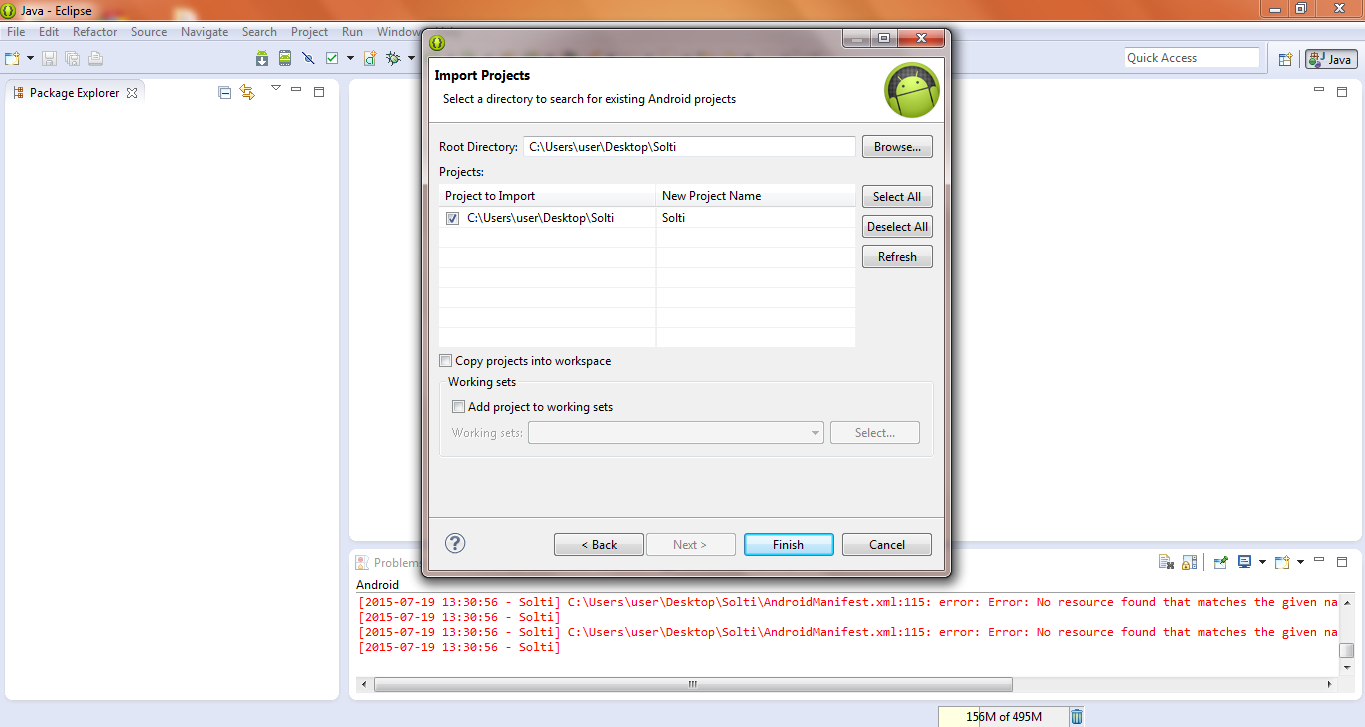 Java - Eclipse
File Edit Refactor Source Navigate Search Project Run Window
Quick Access
Java
Package Explorer
Import Projects
Select a directory to search for existing Android projects
Root Directory: C:\Users\user\Desktop\Solti Browse...
Projects:
Project to Import New Project Name Select All
C:\Users\user\Desktop\Solti Solti
Deselect All
Refresh
Copy projects into workspace
Working sets
Add project to working sets
Working sets: Select...
? < Back Next > Finish Cancel
Problems
Android
[2015-07-19 13:30:56 - Solti] C:\Users\user\Desktop\Solti\AndroidManifest.xml:115: error: Error: No resource found that matches the given na
[2015-07-19 13:30:56 - Solti]
[2015-07-19 13:30:56 - Solti] C:\Users\user\Desktop\Solti\AndroidManifest.xml:115: error: Error: No resource found that matches the given na
[2015-07-19 13:30:56 - Solti]
156M of 495M